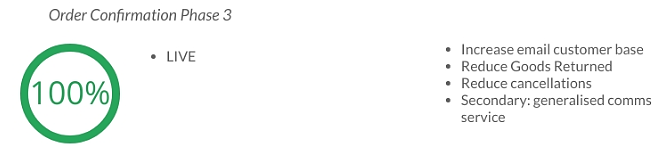 Order Confirmation Phase 3
100%
• LIVE
• Increase email customer base
• Reduce Goods Returned
• Reduce cancellations
• Secondary: generalised comms
service